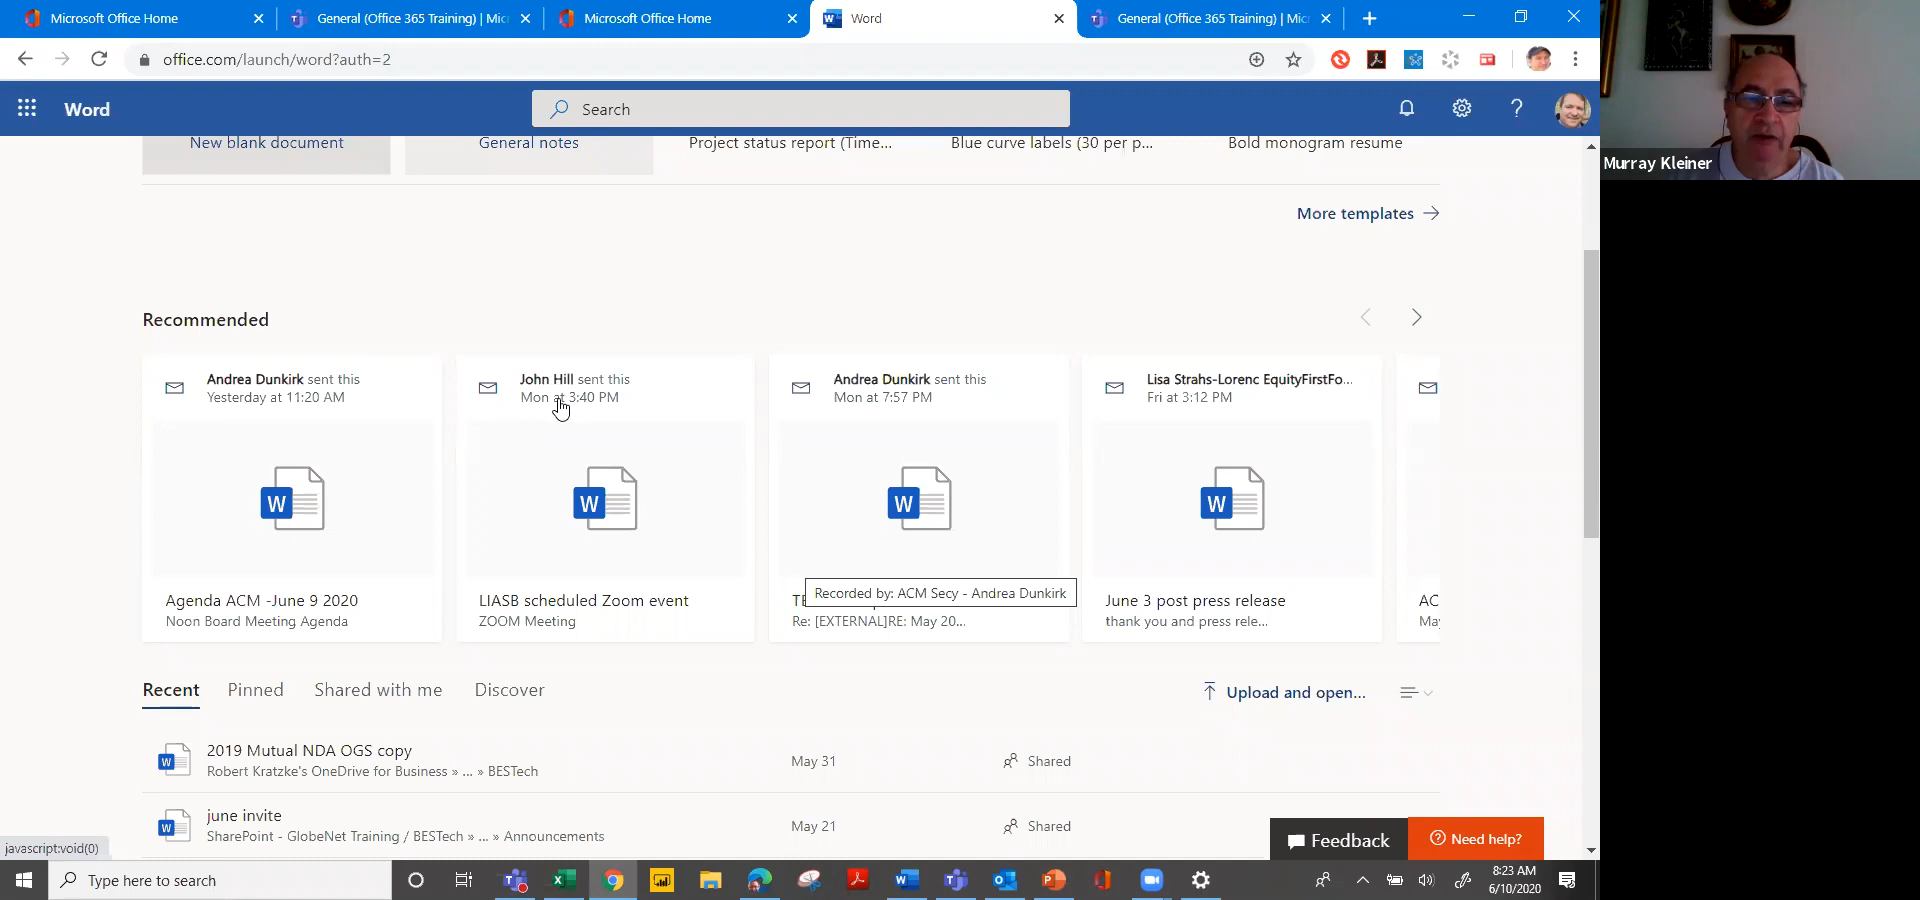 Microsoft Office Home
General (Office 365 Training) | Mic
Microsoft Office Home
Word
General (Office 365 Training) | Mic
office.com/launch/word?auth=2
Word
Search
Murray Kleiner
New blank document
General notes
Project status report (Time...
Blue curve labels (30 per p...
Bold monogram resume
More templates
Recommended
Andrea Dunkirk sent this
Yesterday at 11:20 AM
John Hill sent this
Mon at 3:40 PM
Andrea Dunkirk sent this
Mon at 7:57 PM
Lisa Strahs-Lorenc EquityFirstFo...
Fri at 3:12 PM
Agenda ACM -June 9 2020
Noon Board Meeting Agenda
LIASB scheduled Zoom event
ZOOM Meeting
Recorded by: ACM Secy - Andrea Dunkirk
Re: [EXTERNAL]RE: May 20...
June 3 post press release
thank you and press rele...
AC
May
Recent
Pinned
Shared with me
Discover
Upload and open...
2019 Mutual NDA OGS copy
Robert Kratzke's OneDrive for Business » ... » BESTech
May 31
Shared
june invite
SharePoint - GlobeNet Training / BESTech » ... » Announcements
May 21
Shared
javascript:void(0)
Feedback
Need help?
Type here to search
8:23 AM
6/10/2020